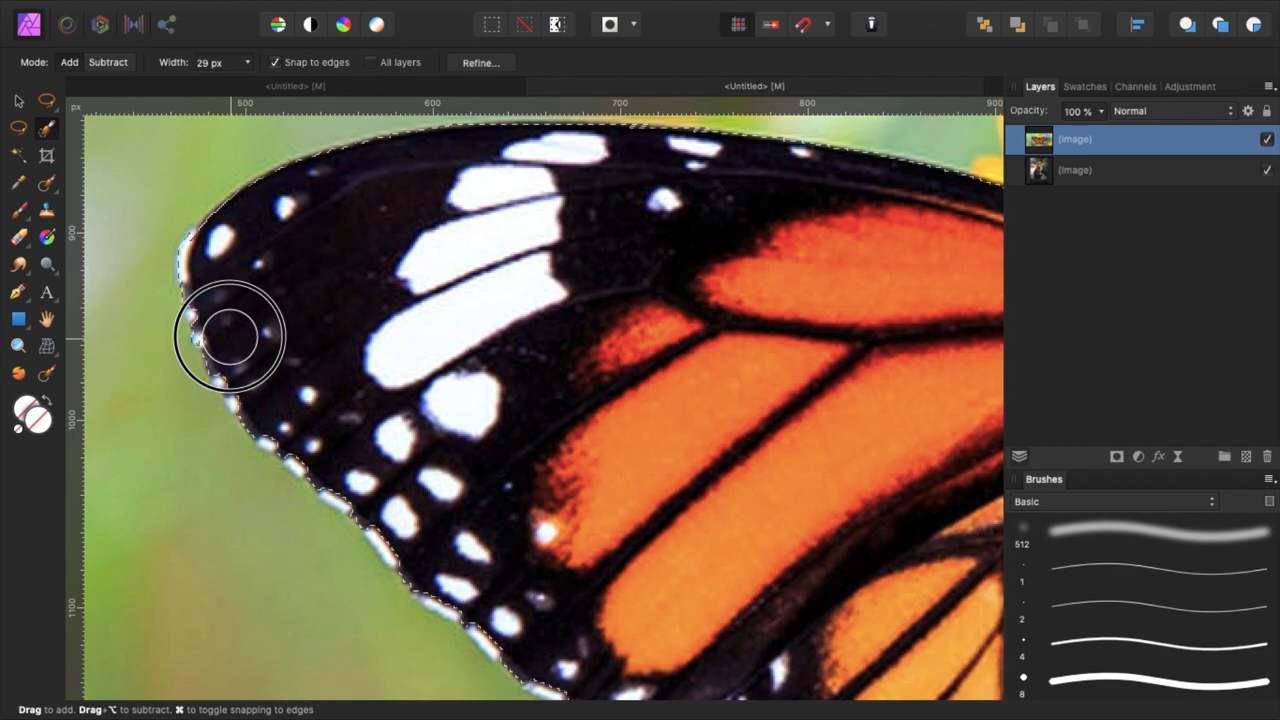 Mode: Add Subtract Width: 29 px Snap to edges All layers Refine...
<Untitled> [M] <Untitled> [M]
px 500 600 700 800 900
900
1000
1100
Layers Swatches Channels Adjustment
Opacity: 100 % Normal
(Image)
(Image)
fx
Brushes
Basic
512
1
2
4
8
A
Drag to add. Drag+⌥ to subtract. ⌘ to toggle snapping to edges